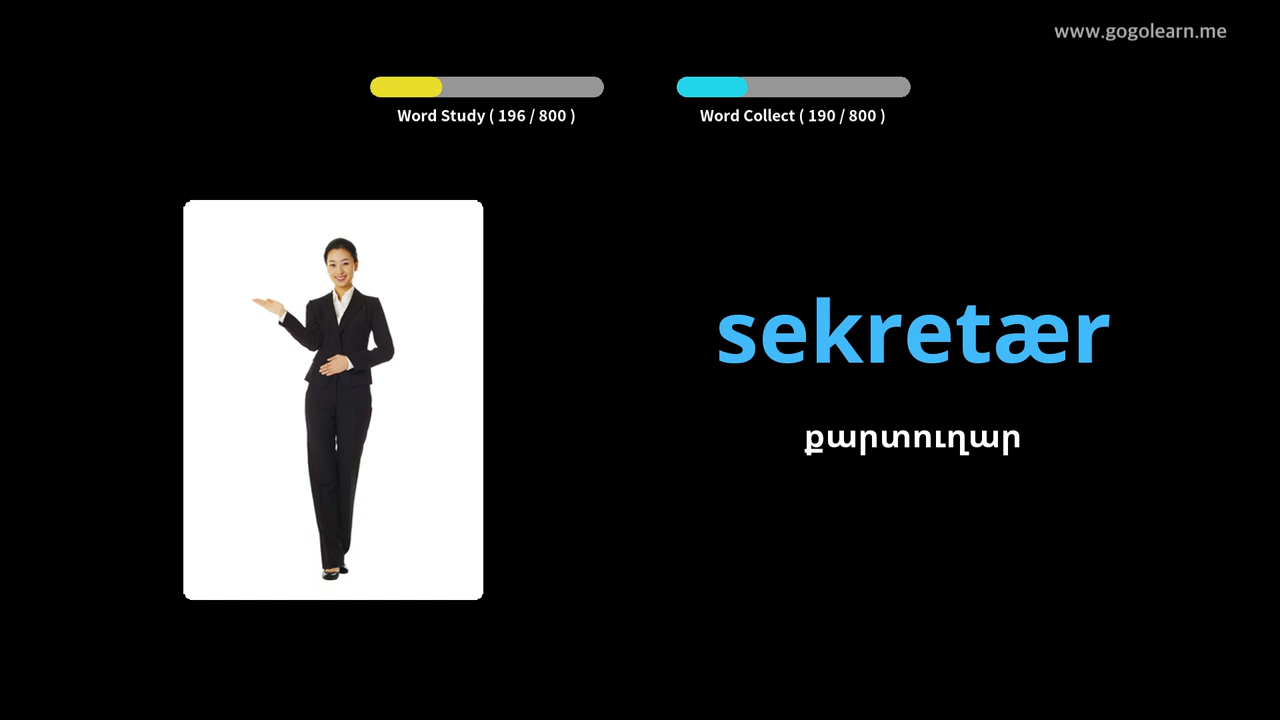 www.gogolearn.me
Word Study ( 196 / 800 )
Word Collect ( 190 / 800 )
sekretær
քարտուղար